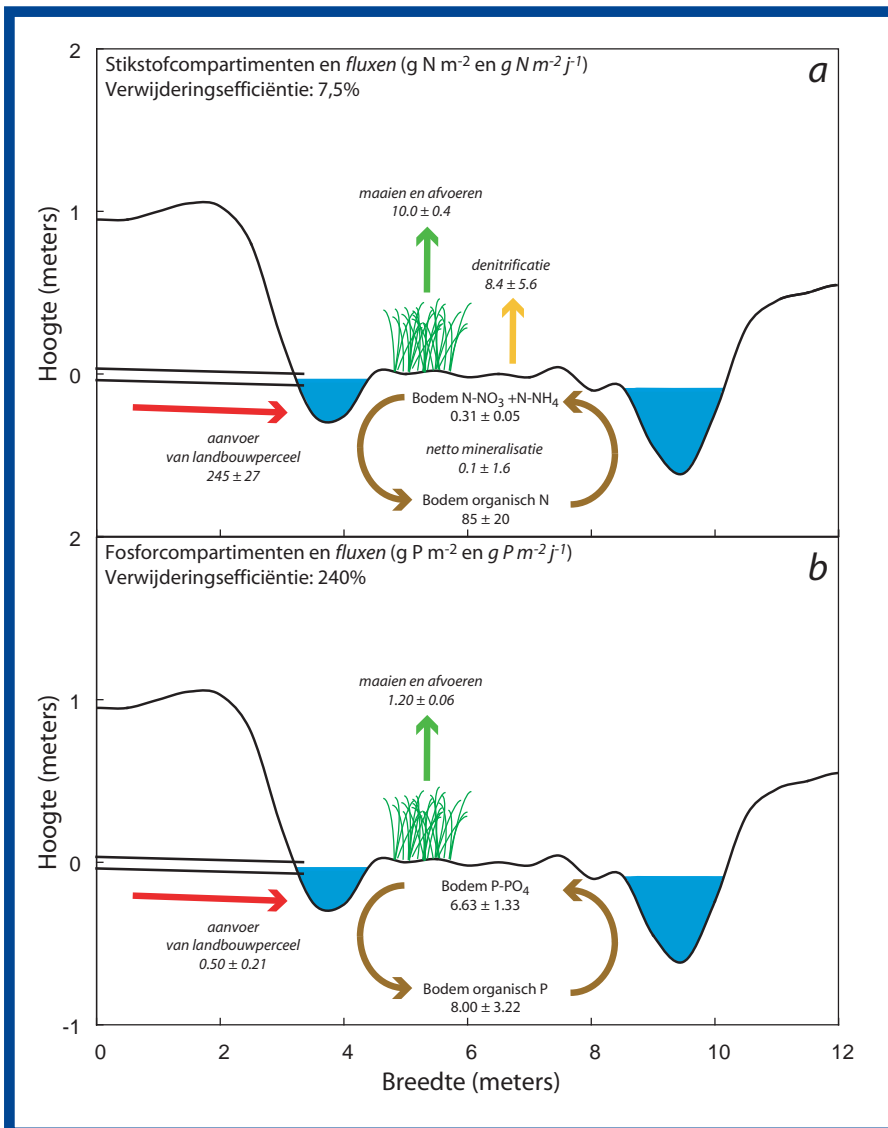 2
Stikstofcompartimenten en fluxen (g N m-2 en g N m-2 j-1)
Verwijderingsefficiëntie: 7,5%
a
maaien en afvoeren
10.0 ± 0.4
1
denitrificatie
8.4 ± 5.6
Hoogte (meters)
0
Bodem N-NO3 +N-NH4
0.31 ± 0.05
aanvoer
van landbouwperceel
245 ± 27
netto mineralisatie
0.1 ± 1.6
Bodem organisch N
85 ± 20
2
Fosforcompartimenten en fluxen (g P m-2 en g P m-2 j-1)
Verwijderingsefficiëntie: 240%
b
maaien en afvoeren
1.20 ± 0.06
1
Hoogte (meters)
0
Bodem P-PO4
6.63 ± 1.33
aanvoer
van landbouwperceel
0.50 ± 0.21
Bodem organisch P
8.00 ± 3.22
-1
0 2 4 6 8 10 12
Breedte (meters)